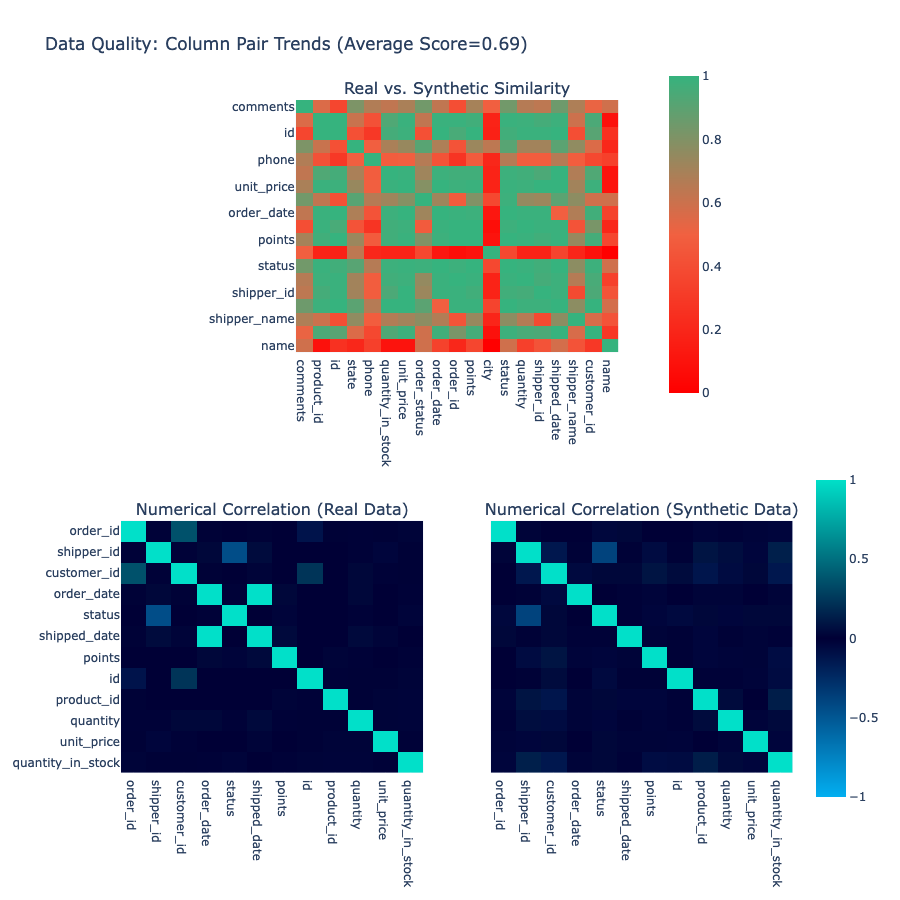 Data Quality: Column Pair Trends (Average Score=0.69)
Real vs. Synthetic Similarity
comments
id
phone
unit_price
order_date
points
status
shipper_id
shipper_name
name
comments
product_id
id
state
phone
quantity_in_stock
unit_price
order_status
order_date
order_id
points
city
status
quantity
shipper_id
shipped_date
shipper_name
customer_id
name
1
0.8
0.6
0.4
0.2
0
Numerical Correlation (Real Data)
order_id
shipper_id
customer_id
order_date
status
shipped_date
points
id
product_id
quantity
unit_price
quantity_in_stock
order_id
shipper_id
customer_id
order_date
status
shipped_date
points
id
product_id
quantity
unit_price
quantity_in_stock
Numerical Correlation (Synthetic Data)
order_id
shipper_id
customer_id
order_date
status
shipped_date
points
id
product_id
quantity
unit_price
quantity_in_stock
1
0.5
0
−0.5
−1